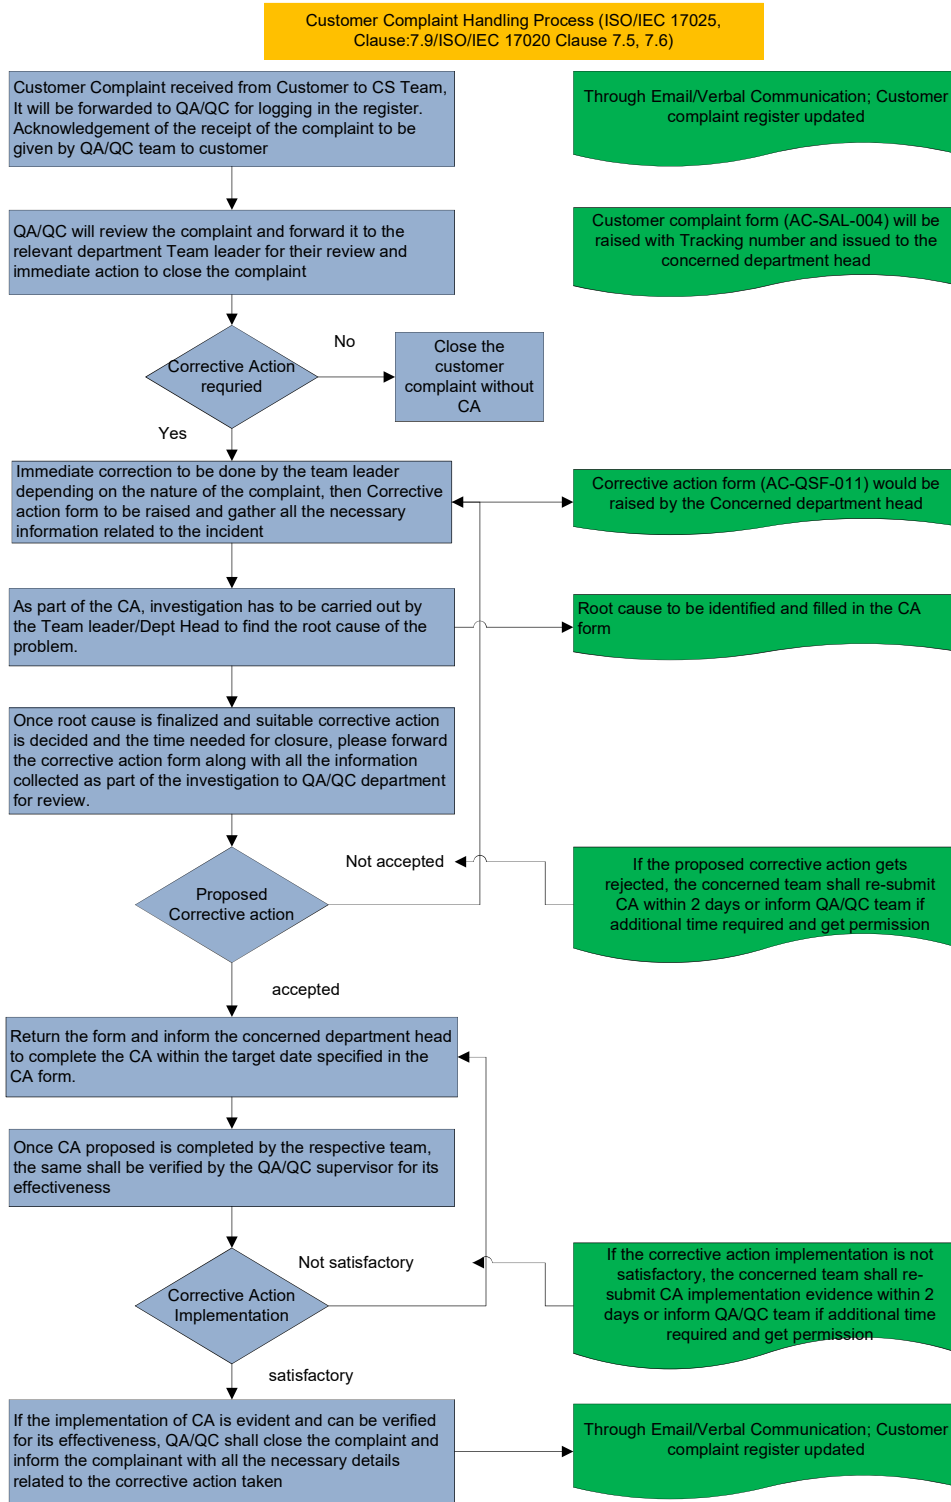 Customer Complaint Handling Process (ISO/IEC 17025,
Clause:7.9/ISO/IEC 17020 Clause 7.5, 7.6)
Customer Complaint received from Customer to CS Team,
It will be forwarded to QA/QC for logging in the register.
Acknowledgement of the receipt of the complaint to be
given by QA/QC team to customer
Through Email/Verbal Communication; Customer
complaint register updated
QA/QC will review the complaint and forward it to the
relevant department Team leader for their review and
immediate action to close the complaint
Customer complaint form (AC-SAL-004) will be
raised with Tracking number and issued to the
concerned department head
Corrective Action
requried
No
Close the
customer
complaint without
CA
Yes
Immediate correction to be done by the team leader
depending on the nature of the complaint, then Corrective
action form to be raised and gather all the necessary
information related to the incident
Corrective action form (AC-QSF-011) would be
raised by the Concerned department head
As part of the CA, investigation has to be carried out by
the Team leader/Dept Head to find the root cause of the
problem.
Root cause to be identified and filled in the CA
form
Once root cause is finalized and suitable corrective action
is decided and the time needed for closure, please forward
the corrective action form along with all the information
collected as part of the investigation to QA/QC department
for review.
Proposed
Corrective action
Not accepted
If the proposed corrective action gets
rejected, the concerned team shall re-submit
CA within 2 days or inform QA/QC team if
additional time required and get permission
accepted
Return the form and inform the concerned department head
to complete the CA within the target date specified in the
CA form.
Once CA proposed is completed by the respective team,
the same shall be verified by the QA/QC supervisor for its
effectiveness
Corrective Action
Implementation
Not satisfactory
If the corrective action implementation is not
satisfactory, the concerned team shall re-
submit CA implementation evidence within 2
days or inform QA/QC team if additional time
required and get permission
satisfactory
If the implementation of CA is evident and can be verified
for its effectiveness, QA/QC shall close the complaint and
inform the complainant with all the necessary details
related to the corrective action taken
Through Email/Verbal Communication; Customer
complaint register updated